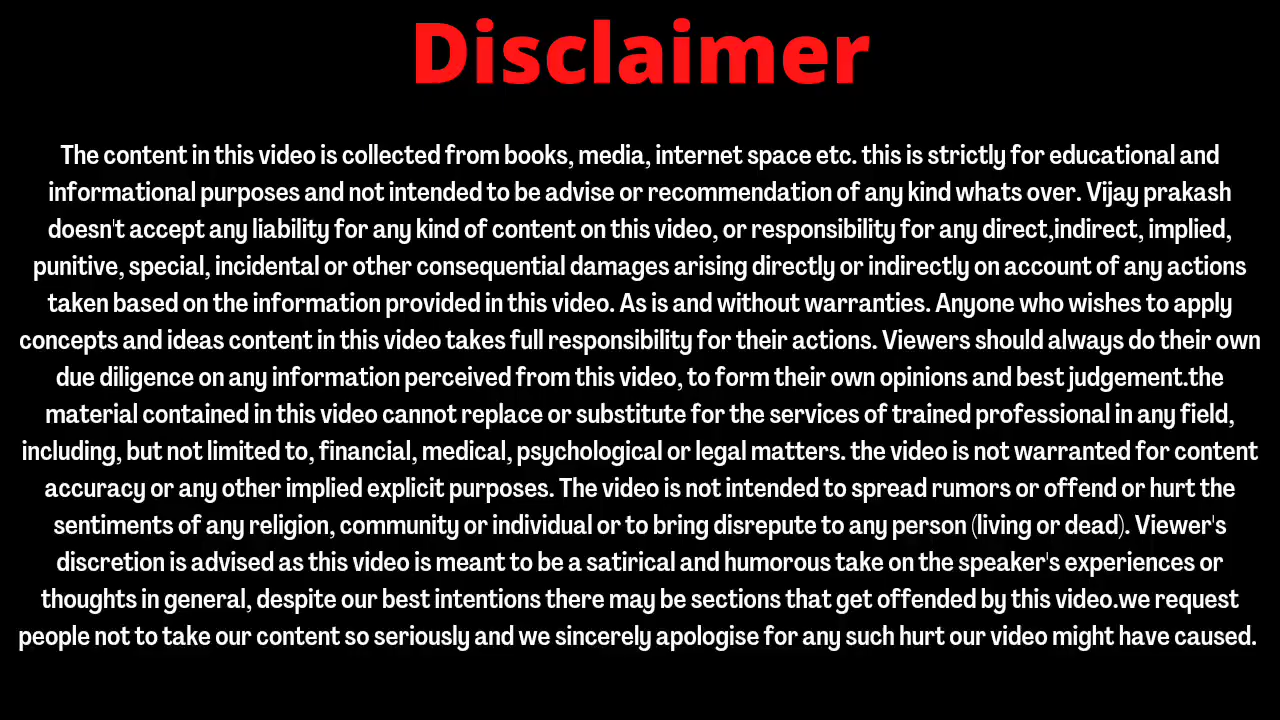 Disclaimer
The content in this video is collected from books, media, internet space etc. this is strictly for educational and
informational purposes and not intended to be advise or recommendation of any kind whats over. Vijay prakash
doesn't accept any liability for any kind of content on this video, or responsibility for any direct,indirect, implied,
punitive, special, incidental or other consequential damages arising directly or indirectly on account of any actions
taken based on the information provided in this video. As is and without warranties. Anyone who wishes to apply
concepts and ideas content in this video takes full responsibility for their actions. Viewers should always do their own
due diligence on any information perceived from this video, to form their own opinions and best judgement.the
material contained in this video cannot replace or substitute for the services of trained professional in any field,
including, but not limited to, financial, medical, psychological or legal matters. the video is not warranted for content
accuracy or any other implied explicit purposes. The video is not intended to spread rumors or offend or hurt the
sentiments of any religion, community or individual or to bring disrepute to any person (living or dead). Viewer's
discretion is advised as this video is meant to be a satirical and humorous take on the speaker's experiences or
thoughts in general, despite our best intentions there may be sections that get offended by this video.we request
people not to take our content so seriously and we sincerely apologise for any such hurt our video might have caused.